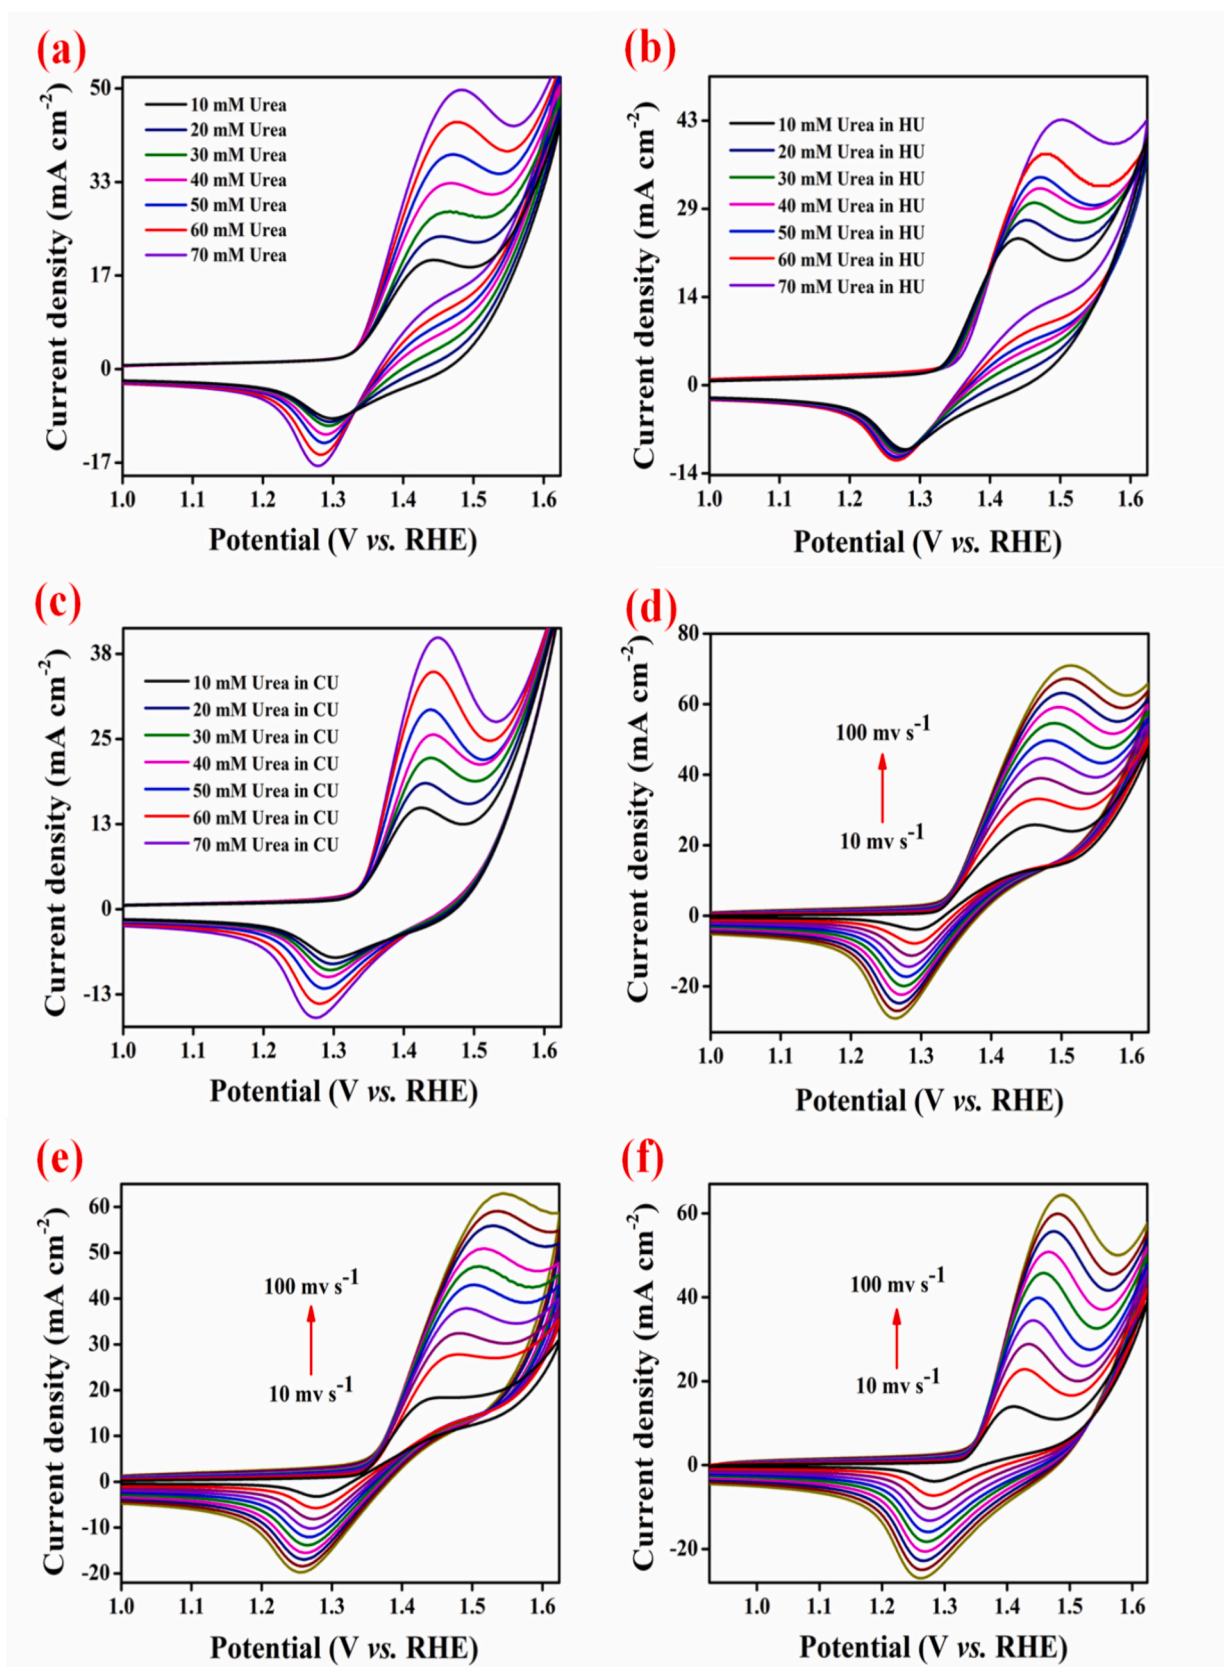 (a)
50
33
17
0
-17
10 mM Urea
20 mM Urea
30 mM Urea
40 mM Urea
50 mM Urea
60 mM Urea
70 mM Urea
1.0 1.1 1.2 1.3 1.4 1.5 1.6
Current density (mA cm-2)
Potential (V vs. RHE)
(b)
43
29
14
0
-14
10 mM Urea in HU
20 mM Urea in HU
30 mM Urea in HU
40 mM Urea in HU
50 mM Urea in HU
60 mM Urea in HU
70 mM Urea in HU
1.0 1.1 1.2 1.3 1.4 1.5 1.6
Current density (mA cm-2)
Potential (V vs. RHE)
(c)
38
25
13
0
-13
10 mM Urea in CU
20 mM Urea in CU
30 mM Urea in CU
40 mM Urea in CU
50 mM Urea in CU
60 mM Urea in CU
70 mM Urea in CU
1.0 1.1 1.2 1.3 1.4 1.5 1.6
Current density (mA cm-2)
Potential (V vs. RHE)
(d)
80
60
40
20
0
-20
100 mv s-1
10 mv s-1
1.0 1.1 1.2 1.3 1.4 1.5 1.6
Current density (mA cm-2)
Potential (V vs. RHE)
(e)
60
50
40
30
20
10
0
-10
-20
100 mv s-1
10 mv s-1
1.0 1.1 1.2 1.3 1.4 1.5 1.6
Current density (mA cm-2)
Potential (V vs. RHE)
(f)
60
40
20
0
-20
100 mv s-1
10 mv s-1
1.0 1.1 1.2 1.3 1.4 1.5 1.6
Current density (mA cm-2)
Potential (V vs. RHE)